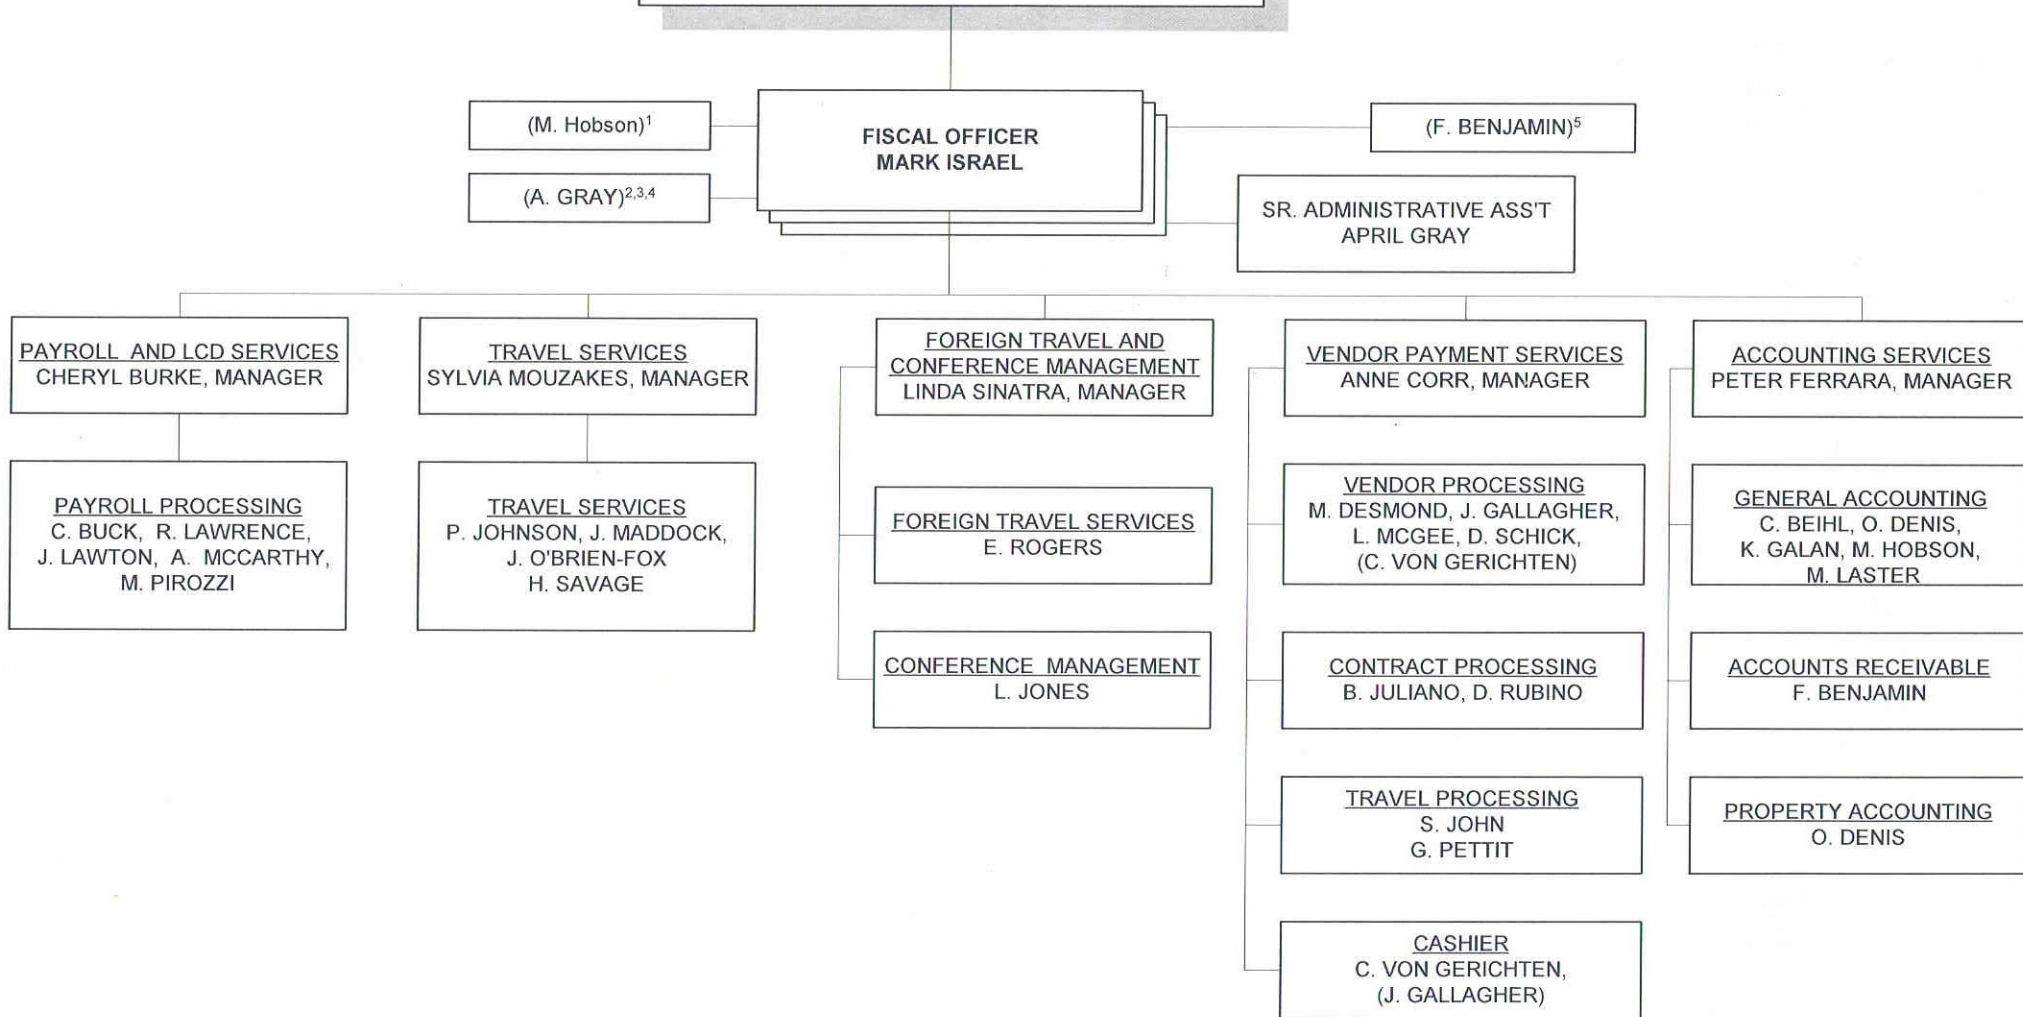 (M. Hobson)¹
FISCAL OFFICER
MARK ISRAEL
(F. BENJAMIN)⁵
(A. GRAY)²,³,⁴
SR. ADMINISTRATIVE ASS'T
APRIL GRAY
PAYROLL AND LCD SERVICES
CHERYL BURKE, MANAGER
TRAVEL SERVICES
SYLVIA MOUZAKES, MANAGER
FOREIGN TRAVEL AND
CONFERENCE MANAGEMENT
LINDA SINATRA, MANAGER
VENDOR PAYMENT SERVICES
ANNE CORR, MANAGER
ACCOUNTING SERVICES
PETER FERRARA, MANAGER
PAYROLL PROCESSING
C. BUCK, R. LAWRENCE,
J. LAWTON, A. MCCARTHY,
M. PIROZZI
TRAVEL SERVICES
P. JOHNSON, J. MADDOCK,
J. O'BRIEN-FOX
H. SAVAGE
FOREIGN TRAVEL SERVICES
E. ROGERS
VENDOR PROCESSING
M. DESMOND, J. GALLAGHER,
L. MCGEE, D. SCHICK,
(C. VON GERICHTEN)
GENERAL ACCOUNTING
C. BEIHL, O. DENIS,
K. GALAN, M. HOBSON,
M. LASTER
CONFERENCE MANAGEMENT
L. JONES
CONTRACT PROCESSING
B. JULIANO, D. RUBINO
ACCOUNTS RECEIVABLE
F. BENJAMIN
TRAVEL PROCESSING
S. JOHN
G. PETTIT
PROPERTY ACCOUNTING
O. DENIS
CASHIER
C. VON GERICHTEN,
(J. GALLAGHER)